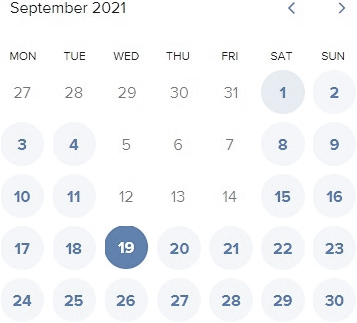 September 2021
MON TUE WED THU FRI SAT SUN
27 28 29 30 31 1 2
3 4 5 6 7 8 9
10 11 12 13 14 15 16
17 18 19 20 21 22 23
24 25 26 27 28 29 30